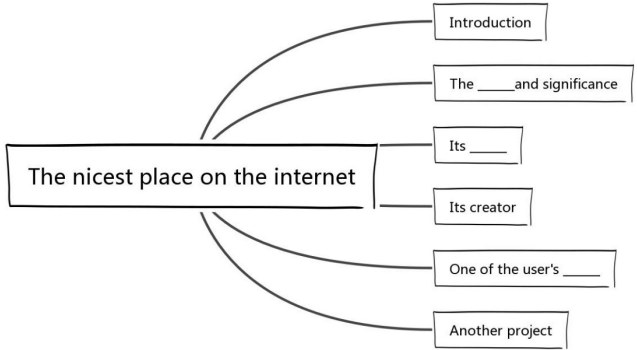 The nicest place on the internet
Introduction
The _____and significance
Its _____
Its creator
One of the user's _____
Another project